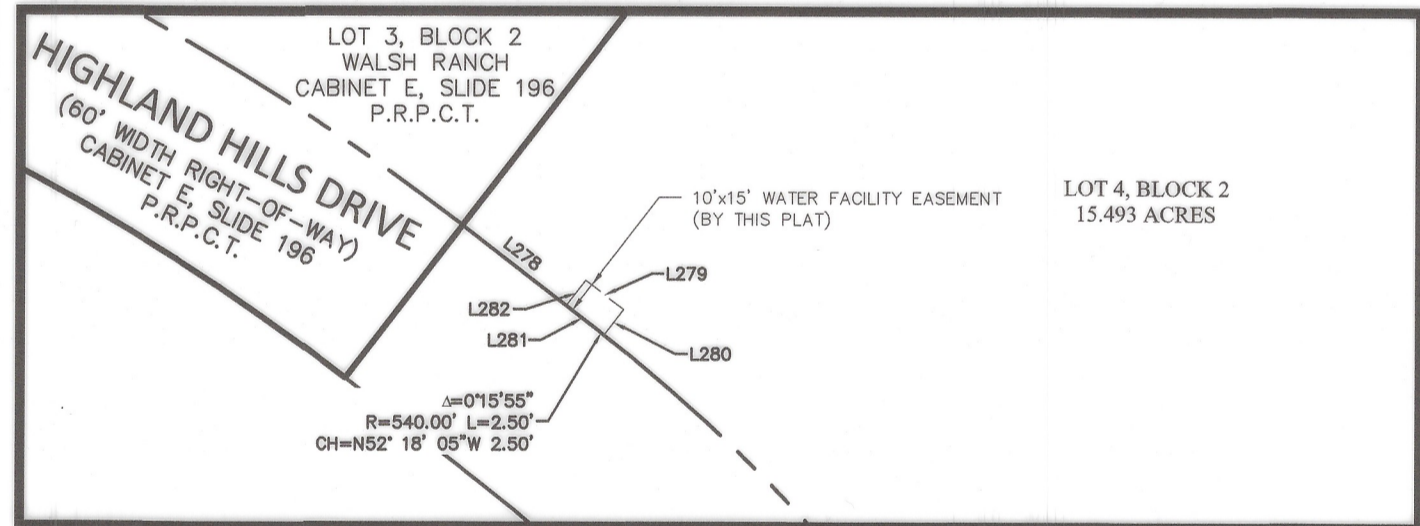 LOT 3, BLOCK 2
WALSH RANCH
CABINET E, SLIDE 196
P.R.P.C.T.
HIGHLAND HILLS DRIVE
(60' WIDTH RIGHT-OF-WAY)
CABINET E, SLIDE 196
P.R.P.C.T.
10'x15' WATER FACILITY EASEMENT
(BY THIS PLAT)
LOT 4, BLOCK 2
15.493 ACRES
L278
L279
L282
L281
L280
Δ=0°15'55"
R=540.00' L=2.50'
CH=N52° 18' 05"W 2.50'